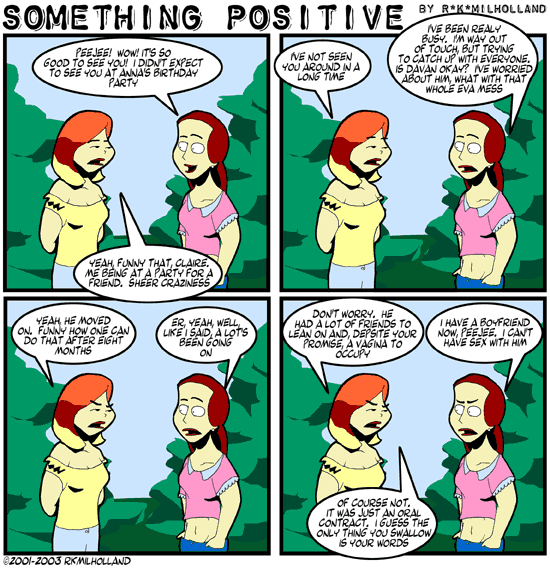 SOMETHING POSITIVE BY R*K*MILHOLLAND
PEEJEE! WOW! IT'S SO
GOOD TO SEE YOU! I DIDN'T EXPECT
TO SEE YOU AT ANNA'S BIRTHDAY
PARTY
YEAH, FUNNY THAT, CLAIRE.
ME BEING AT A PARTY FOR A
FRIEND. SHEER CRAZINESS
I'VE NOT SEEN
YOU AROUND IN A
LONG TIME
I'VE BEEN REALY
BUSY. I'M WAY OUT
OF TOUCH, BUT TRYING
TO CATCH UP WITH EVERYONE.
IS DAVAN OKAY? I'VE WORRIED
ABOUT HIM, WHAT WITH THAT
WHOLE EVA MESS
YEAH, HE MOVED
ON. FUNNY HOW ONE CAN
DO THAT AFTER EIGHT
MONTHS
ER, YEAH, WELL,
LIKE I SAID, A LOT'S
BEEN GOING
ON
DON'T WORRY. HE
HAD A LOT OF FRIENDS TO
LEAN ON AND, DEPSITE YOUR
PROMISE, A VAGINA TO
OCCUPY
I HAVE A BOYFRIEND
NOW, PEEJEE. I CAN'T
HAVE SEX WITH HIM
OF COURSE NOT.
IT WAS JUST AN ORAL
CONTRACT. I GUESS THE
ONLY THING YOU SWALLOW
IS YOUR WORDS
©2001-2003 RKMILHOLLAND